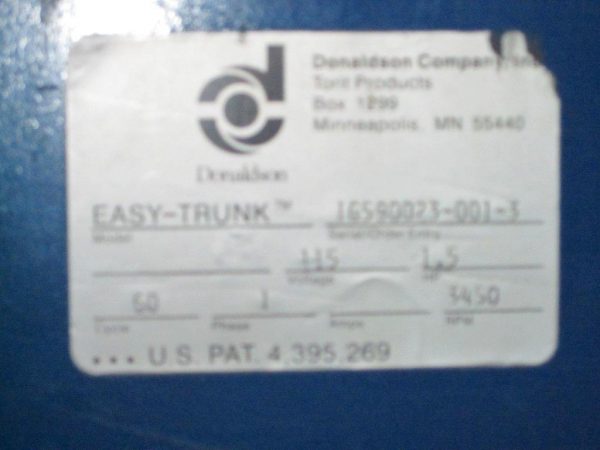 Donaldson Company, Inc.
Torit Products
Box 1299
Minneapolis, MN 55440
Donaldson
EASY-TRUNK™ 16590023-001-3
Model Serial/Order Entry
115 1.5
Voltage HP
60 1 3450
Cycle Phase Amps RPM
••• U.S. PAT. 4,395,269